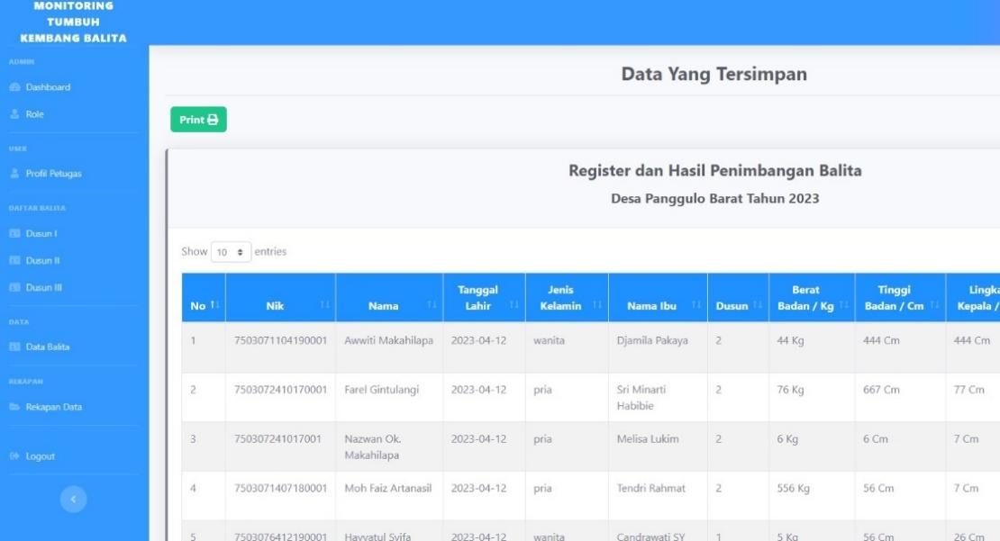 MONITORING
TUMBUH
KEMBANG BALITA
ADMIN
Dashboard
Role
USER
Profil Petugas
DAFTAR BALITA
Dusun I
Dusun II
Dusun III
DATA
Data Balita
REKAPAN
Rekapan Data
Logout
Data Yang Tersimpan
Print
Register dan Hasil Penimbangan Balita
Desa Panggulo Barat Tahun 2023
Show 10 entries
No Nik Nama Tanggal Lahir Jenis Kelamin Nama Ibu Dusun Berat Badan / Kg Tinggi Badan / Cm Lingka Kepala /
1 7503071104190001 Awwiti Makahilapa 2023-04-12 wanita Djamila Pakaya 2 44 Kg 444 Cm 444 Cm
2 7503072410170001 Farel Gintulangi 2023-04-12 pria Sri Minarti Habibie 2 76 Kg 667 Cm 77 Cm
3 750307241017001 Nazwan Ok. Makahilapa 2023-04-12 pria Melisa Lukim 2 6 Kg 6 Cm 7 Cm
4 7503071407180001 Moh Faiz Artanasil 2023-04-12 pria Tendri Rahmat 2 556 Kg 56 Cm 7 Cm
5 7503076412190001 Hayyatul Syifa 2023-04-12 wanita Candrawati SY 1 5 Kg 56 Cm 26 Cm